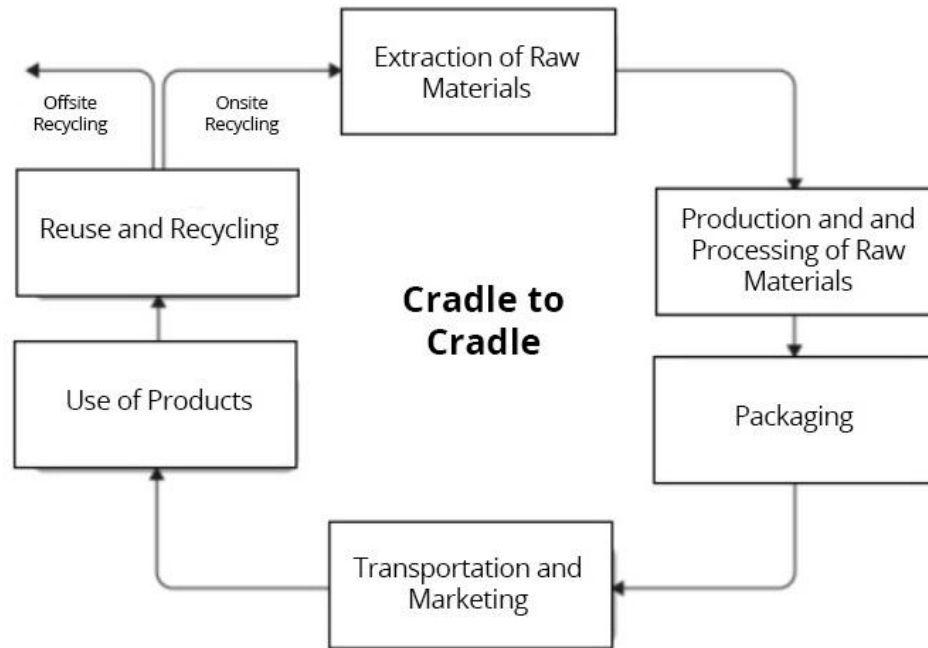 Extraction of Raw
Materials
Offsite
Recycling
Onsite
Recycling
Reuse and Recycling
Production and and
Processing of Raw
Materials
Cradle to
Cradle
Use of Products
Packaging
Transportation and
Marketing